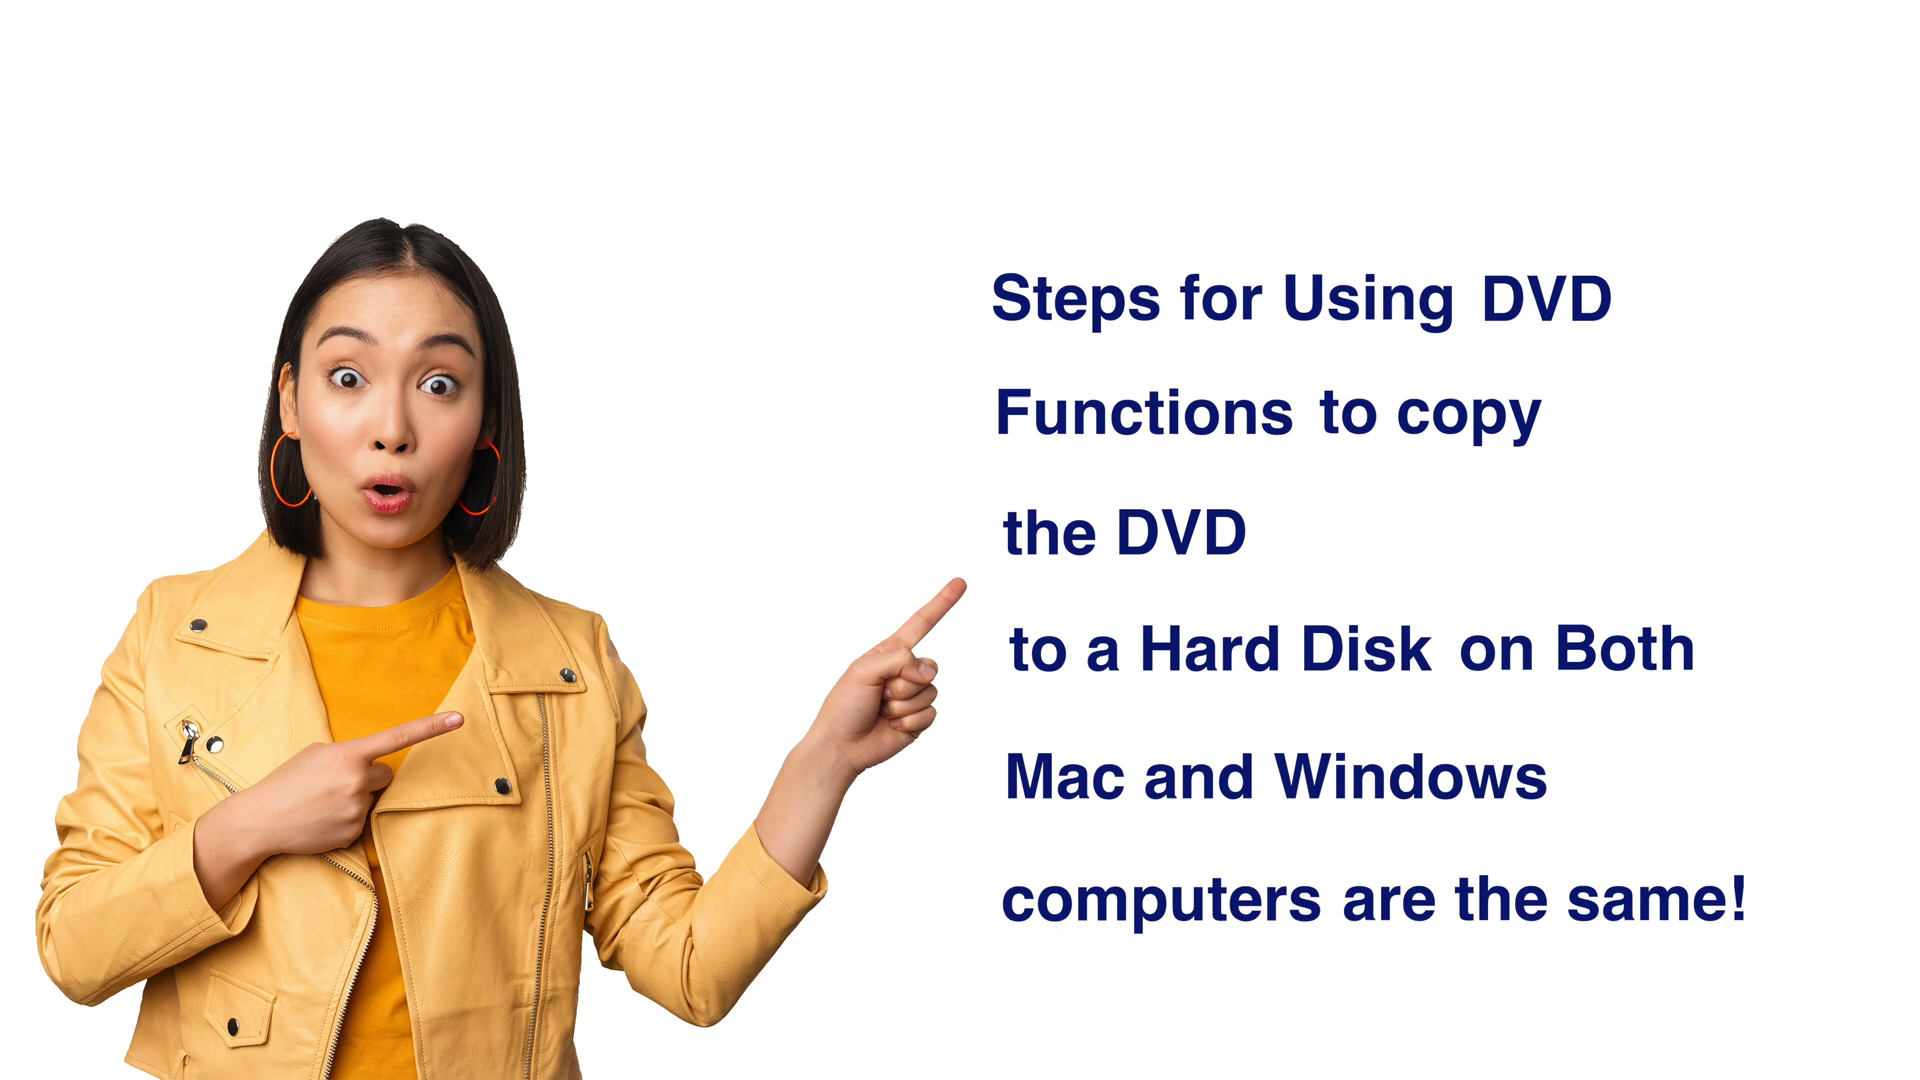 Steps for Using DVD
Functions to copy
the DVD
to a Hard Disk on Both
Mac and Windows
computers are the same!